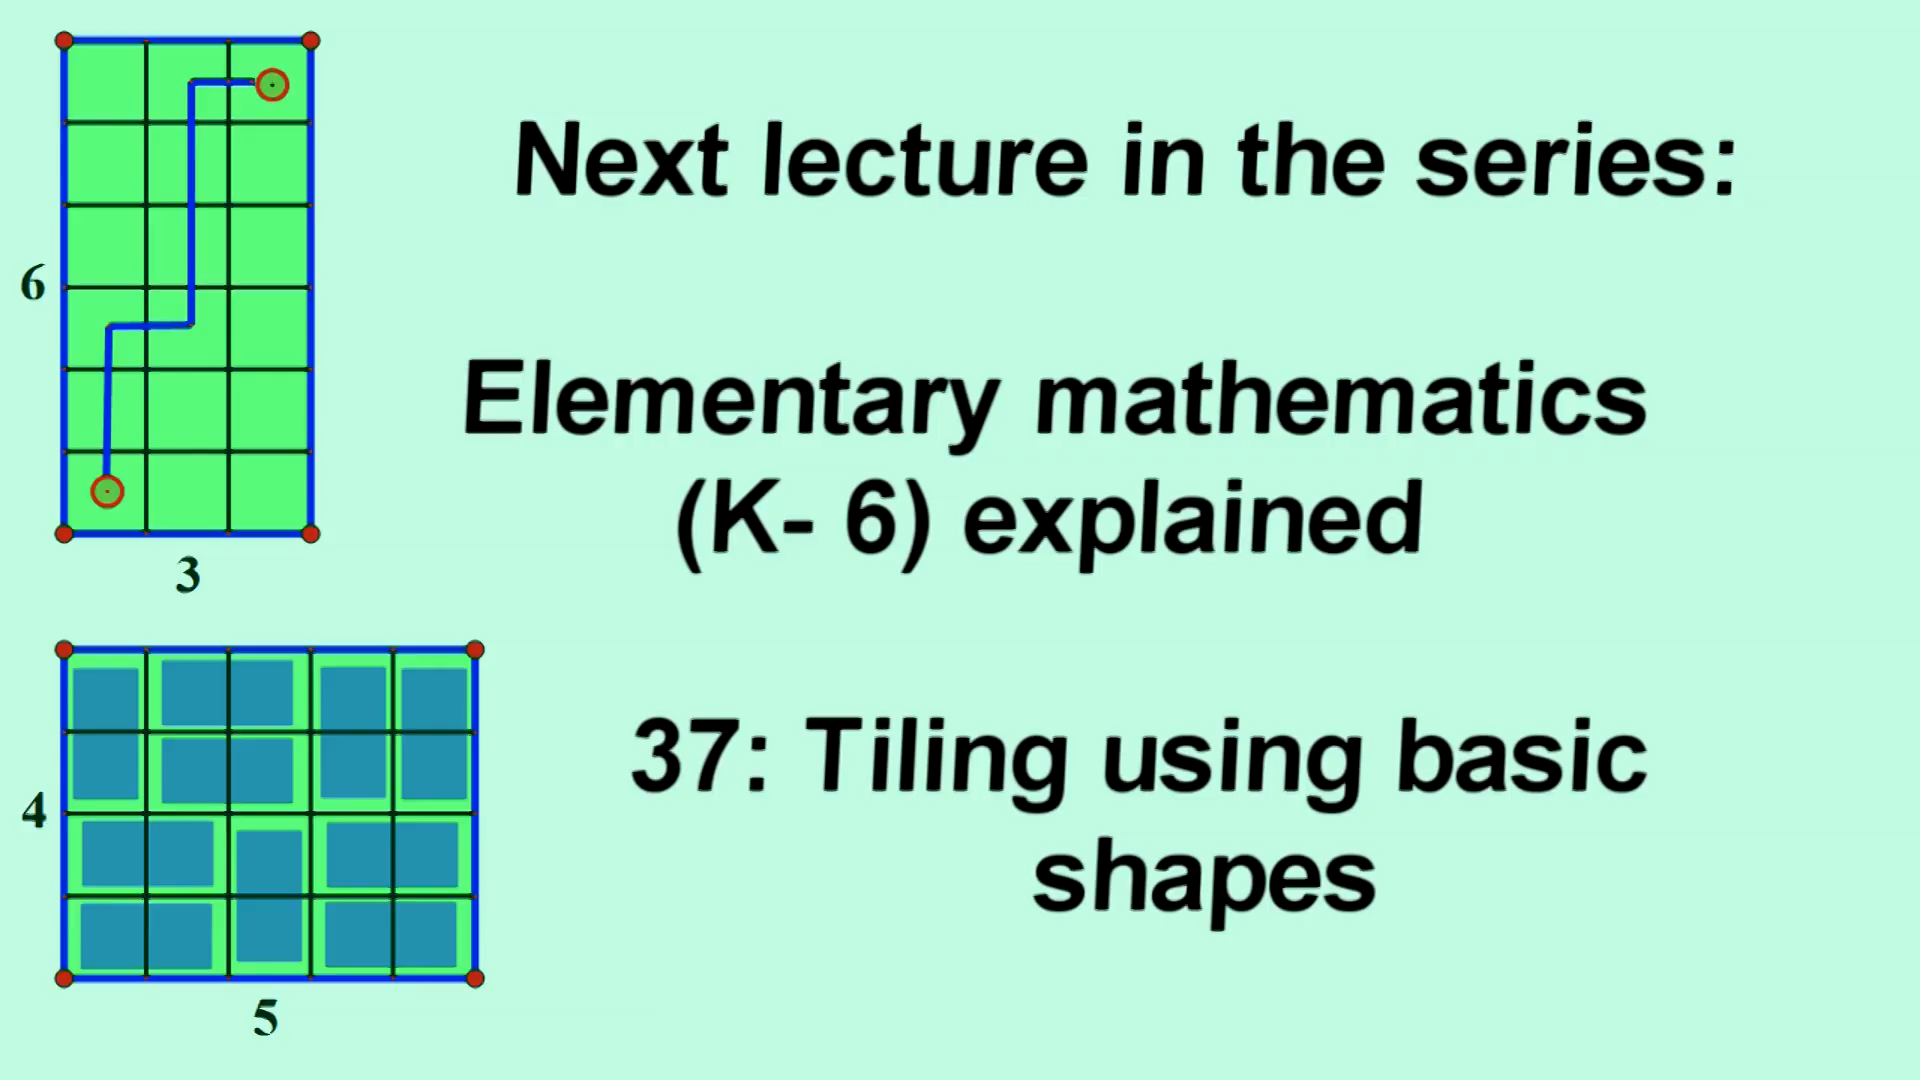 Next lecture in the series:
6
Elementary mathematics
(K- 6) explained
3
37: Tiling using basic
shapes
4
5